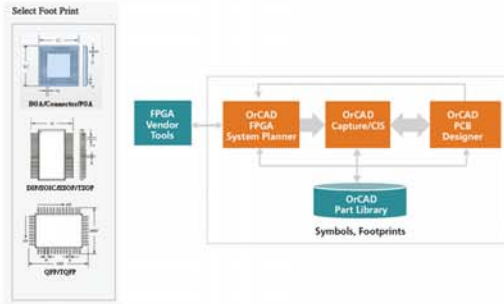 Select Foot Print
BGA/Connector/PGA
DIP/SOIC/SSOP/TSOP
QFP/TQFP
FPGA
Vendor
Tools
OrCAD
FPGA
System Planner
OrCAD
Capture/CIS
OrCAD
PCB
Designer
OrCAD
Part Library
Symbols, Footprints